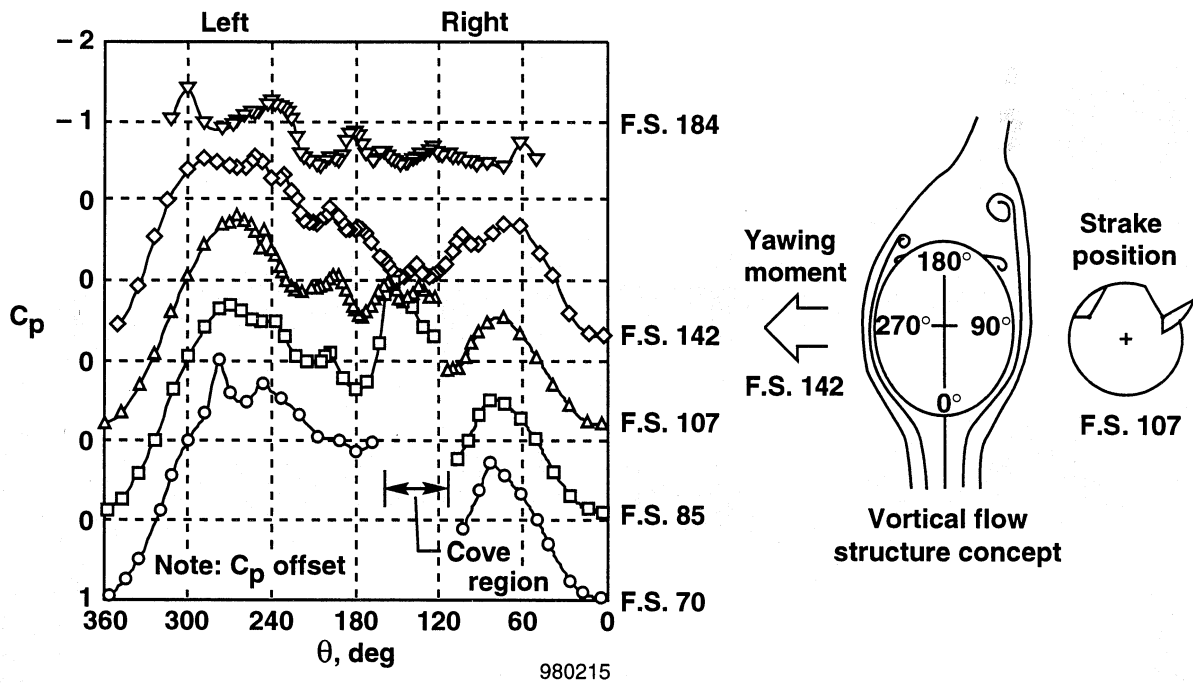 Left
Right
– 2
– 1
0
0
0
0
0
1
Cp
F.S. 184
F.S. 142
F.S. 107
F.S. 85
F.S. 70
Note: Cp offset
Cove
region
360
300
240
180
120
60
0
θ, deg
980215
Yawing
moment
F.S. 142
180°
270°
90°
0°
Vortical flow
structure concept
Strake
position
F.S. 107